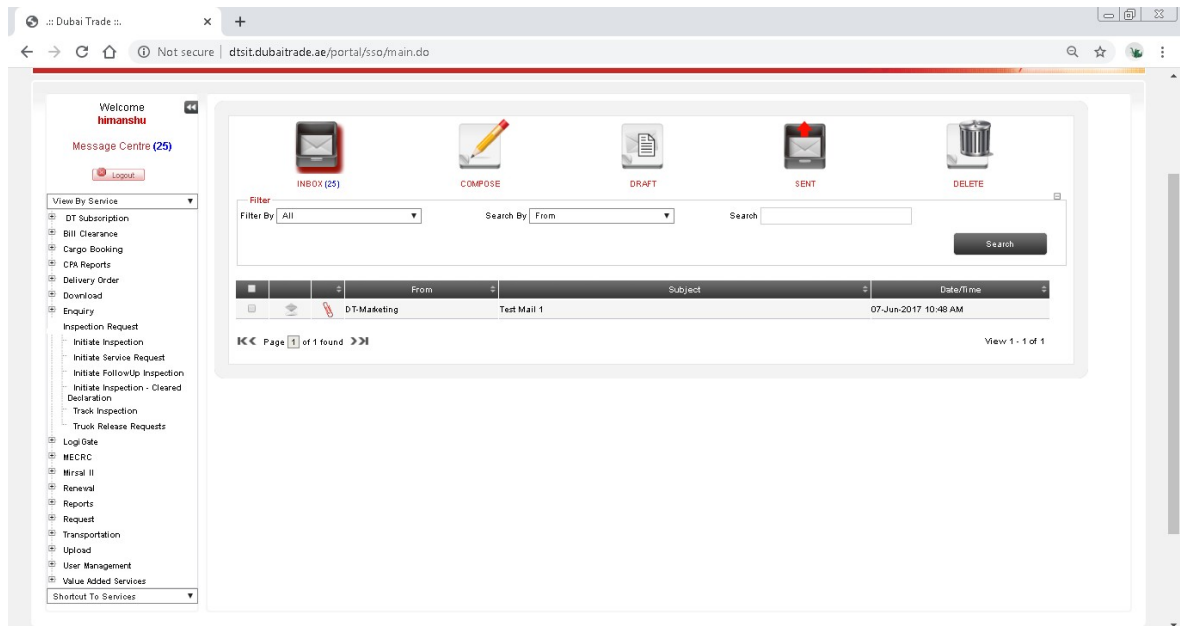 .:: Dubai Trade ::.
Not secure | dtsit.dubaitrade.ae/portal/sso/main.do
Welcome
himanshu
Message Centre (25)
Logout
View By Service
DT Subscription
Bill Clearance
Cargo Booking
CPA Reports
Delivery Order
Download
Enquiry
Inspection Request
Initiate Inspection
Initiate Service Request
Initiate FollowUp Inspection
Initiate Inspection - Cleared
Declaration
Track Inspection
Truck Release Requests
LogiGate
MECRC
Mirsal II
Renewal
Reports
Request
Transportation
Upload
User Management
Value Added Services
Shortcut To Services
INBOX (25) COMPOSE DRAFT SENT DELETE
Filter
Filter By All Search By From Search
Search
From Subject Date/Time
DT-Marketing Test Mail 1 07-Jun-2017 10:48 AM
Page 1 of 1 found View 1 - 1 of 1